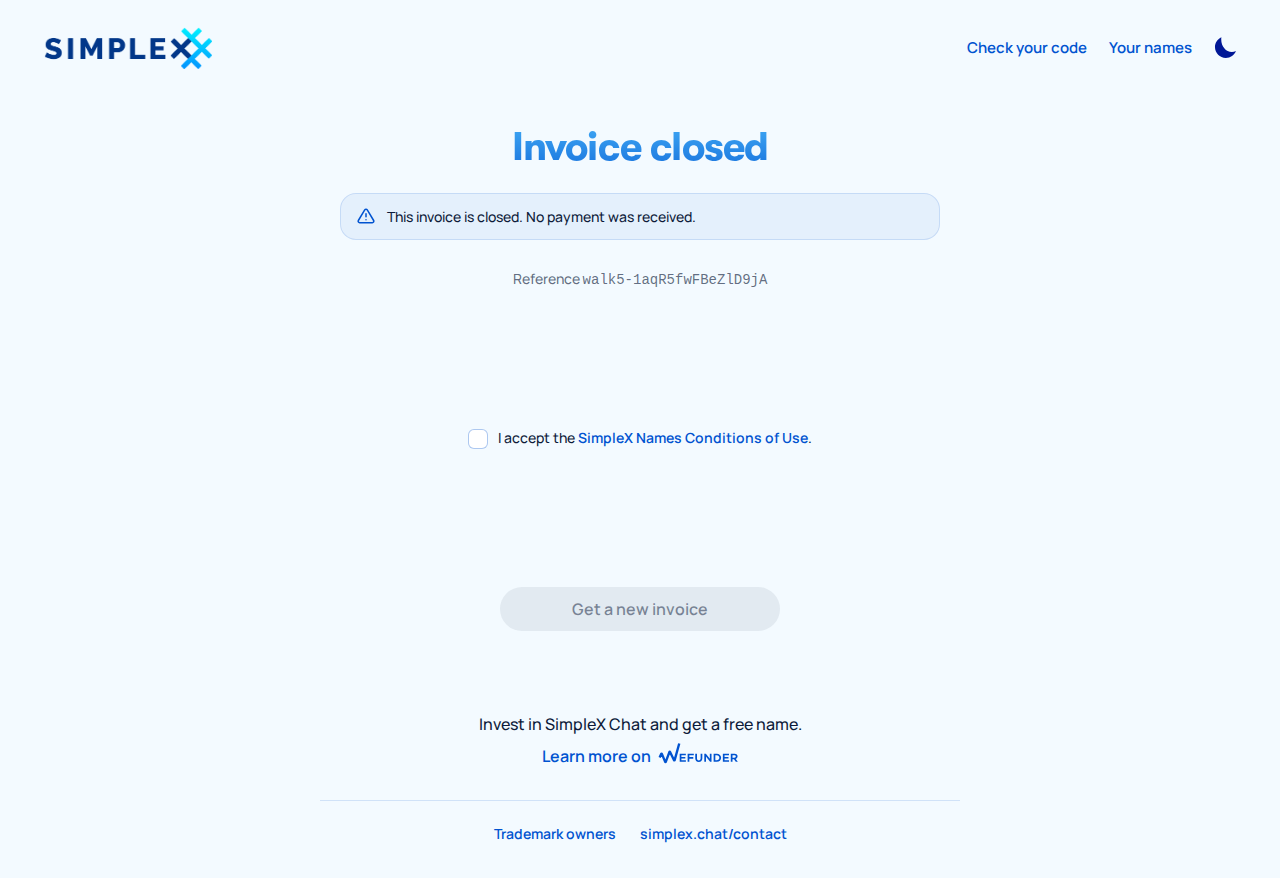 SIMPLEX
Check your code
Your names
Invoice closed
This invoice is closed. No payment was received.
Reference walk5-1aqR5fwFBeZlD9jA
I accept the SimpleX Names Conditions of Use.
Get a new invoice
Invest in SimpleX Chat and get a free name.
Learn more on WEFUNDER
Trademark owners
simplex.chat/contact